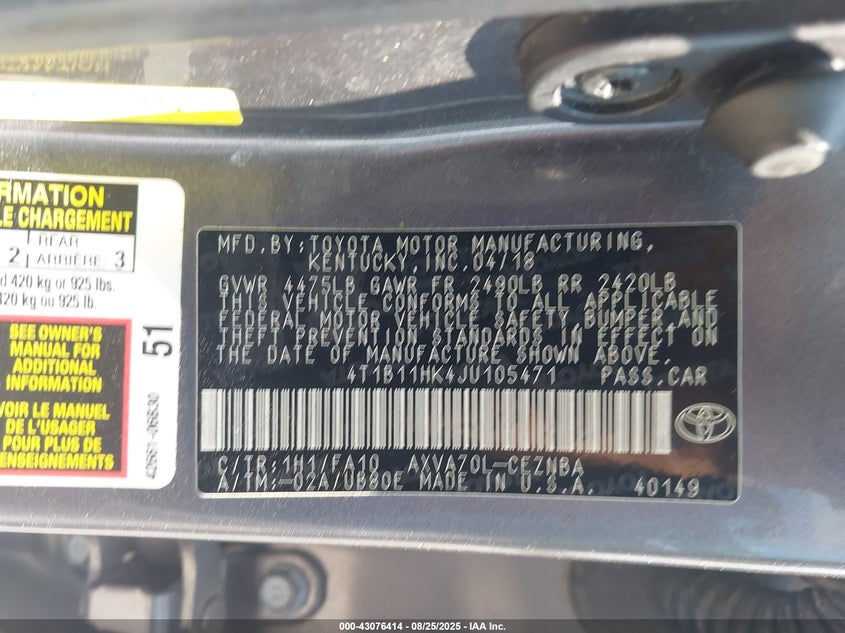 RMATION
LE CHARGEMENT
2 REAR ARRIÈRE: 3
d 420 kg or 925 lbs.
420 kg ou 925 lb.
SEE OWNER'S
MANUAL FOR
ADDITIONAL
INFORMATION
VOIR LE MANUEL
DE L'USAGER
POUR PLUS DE
RENSEIGNEMENTS
51
42661-06B30
MFD.BY:TOYOTA MOTOR MANUFACTURING,
KENTUCKY,INC.04/18
GVWR 4475LB GAWR FR 2490LB RR 2420LB
THIS VEHICLE CONFORMS TO ALL APPLICABLE
FEDERAL MOTOR VEHICLE SAFETY,BUMPER,AND
THEFT PREVENTION STANDARDS IN EFFECT ON
THE DATE OF MANUFACTURE SHOWN ABOVE.
4T1B11HK4JU105471 PASS.CAR
C/TR:1H1/FA10 AXVA70L-CEZNBA
A/TM:-02A/UB80E MADE IN U.S.A. 40149
000-43076414 - 08/25/2025 - IAA Inc.